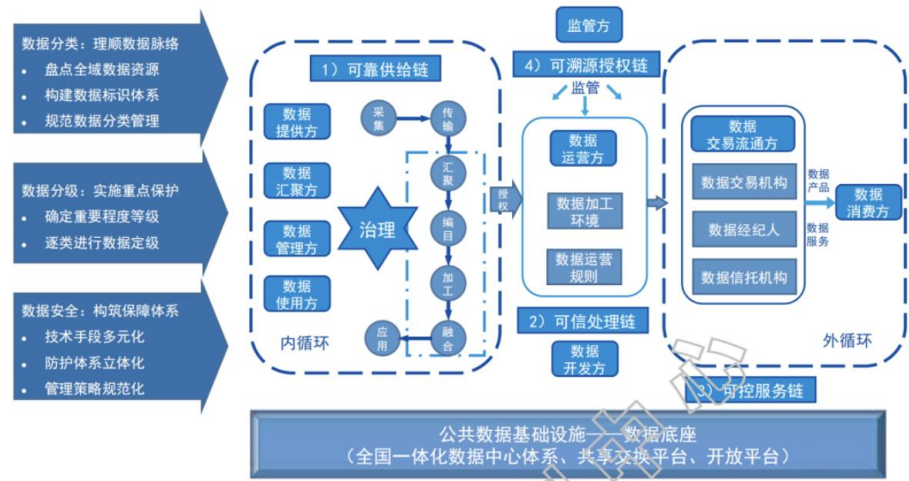 数据分类：理顺数据脉络
• 盘点全域数据资源
• 构建数据标识体系
• 规范数据分类管理
数据分级：实施重点保护
• 确定重要程度等级
• 逐类进行数据定级
数据安全：构筑保障体系
• 技术手段多元化
• 防护体系立体化
• 管理策略规范化
1）可靠供给链
数据
提供方
数据
汇聚方
数据
管理方
数据
使用方
治理
采集
传输
汇聚
编目
加工
融合
应用
内循环
授权
监管方
4）可溯源授权链
监管
数据
运营方
数据加工
环境
数据运营
规则
2）可信处理链
数据
开发方
数据
交易流通方
数据交易机构
数据经纪人
数据信托机构
数据
产品
数据
服务
数据
消费方
外循环
3）可控服务链
公共数据基础设施——数据底座
（全国一体化数据中心体系、共享交换平台、开放平台）